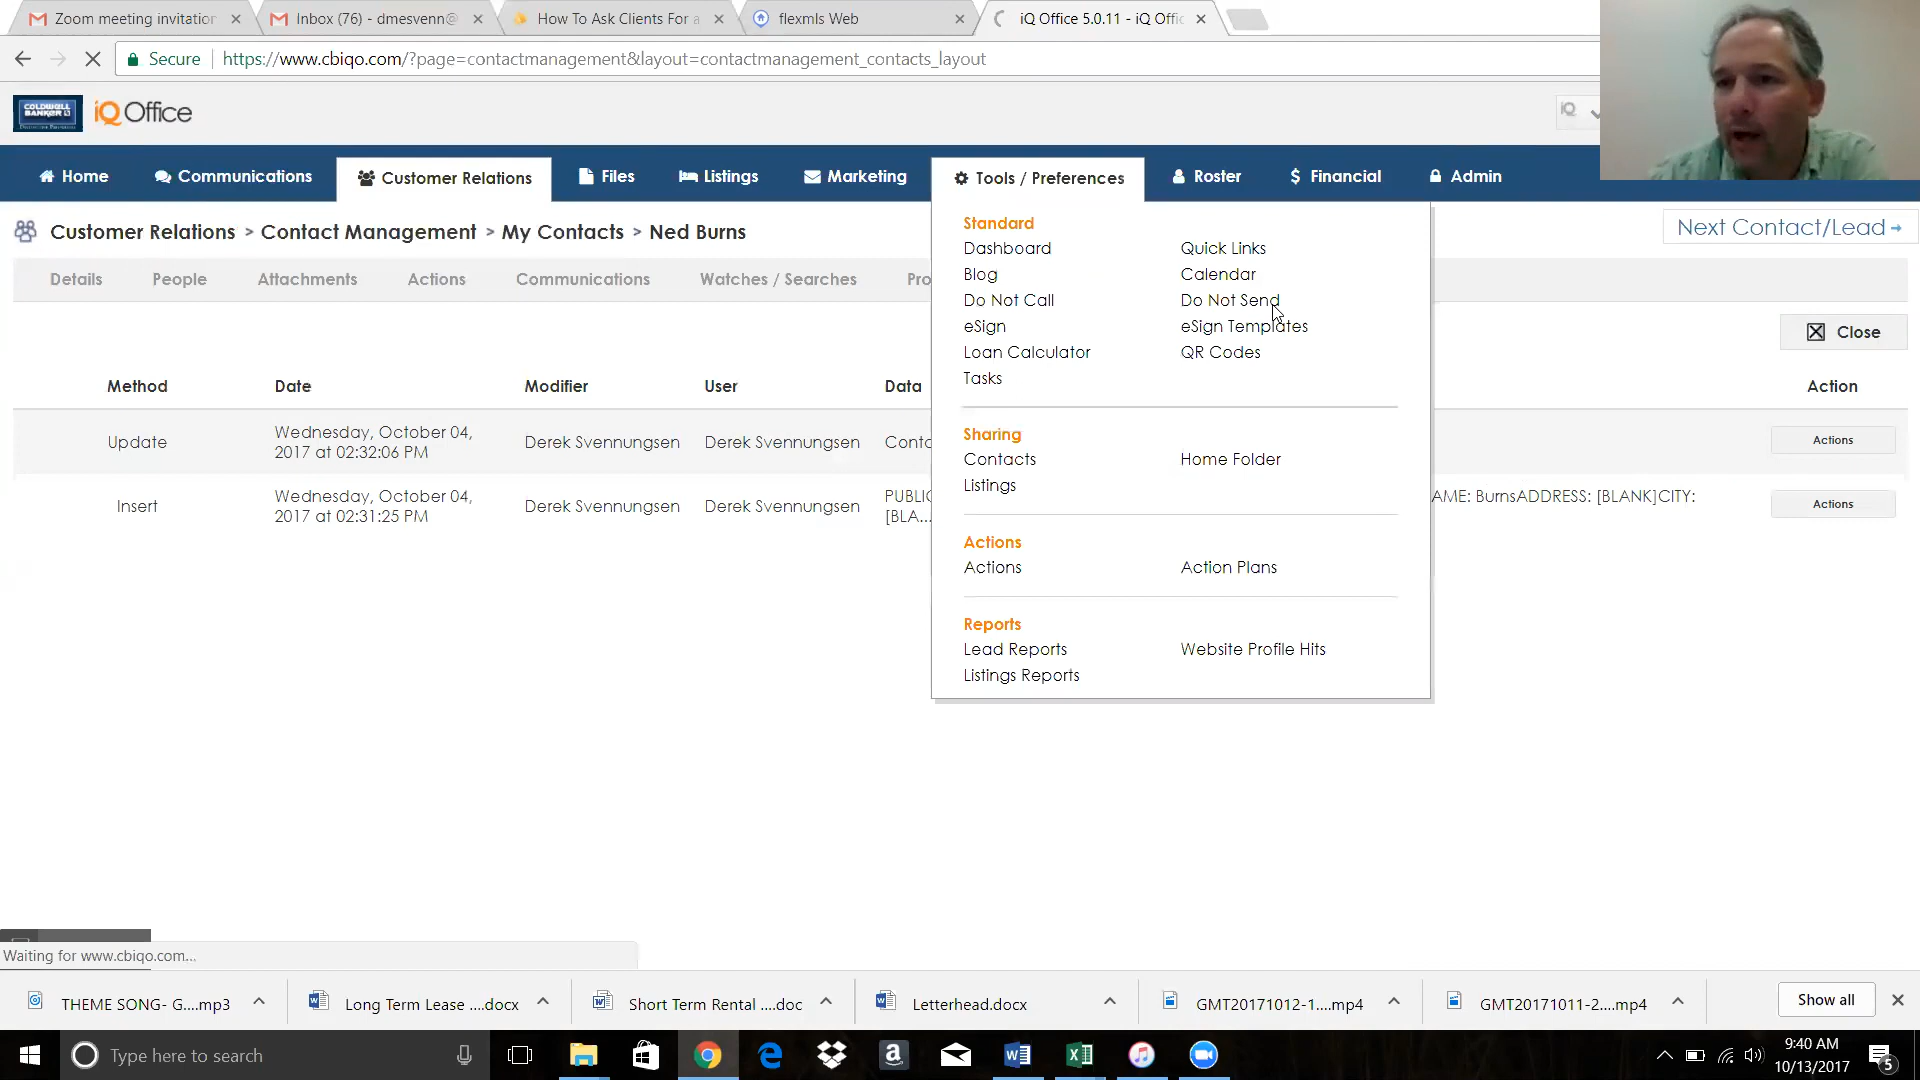 Zoom meeting invitation
Inbox (76) - dmesvenn@
How To Ask Clients For a
flexmls Web
iQ Office 5.0.11 - iQ Offic
Secure
https://www.cbiqo.com/?page=contactmanagement&layout=contactmanagement_contacts_layout
COLDWELL BANKER
iQ Office
iQ
Home
Communications
Customer Relations
Files
Listings
Marketing
Tools / Preferences
Roster
$ Financial
Admin
Customer Relations > Contact Management > My Contacts > Ned Burns
Next Contact/Lead
Details
People
Attachments
Actions
Communications
Watches / Searches
Pro
Standard
Dashboard
Quick Links
Blog
Calendar
Do Not Call
Do Not Send
eSign
eSign Templates
Loan Calculator
QR Codes
Tasks
Sharing
Contacts
Home Folder
Listings
Actions
Actions
Action Plans
Reports
Lead Reports
Website Profile Hits
Listings Reports
Close
Method
Date
Modifier
User
Data
Action
Update
Wednesday, October 04,
2017 at 02:32:06 PM
Derek Svennungsen
Derek Svennungsen
Conta
Actions
Insert
Wednesday, October 04,
2017 at 02:31:25 PM
Derek Svennungsen
Derek Svennungsen
PUBLIC
[BLA...
AME: BurnsADDRESS: [BLANK]CITY:
Actions
Waiting for www.cbiqo.com...
THEME SONG- G....mp3
Long Term Lease ....docx
Short Term Rental ....doc
Letterhead.docx
GMT20171012-1....mp4
GMT20171011-2....mp4
Show all
Type here to search
9:40 AM
10/13/2017
5